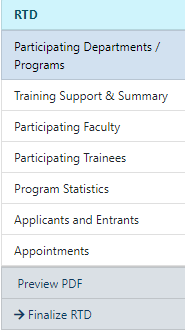 RTD
Participating Departments /
Programs
Training Support & Summary
Participating Faculty
Participating Trainees
Program Statistics
Applicants and Entrants
Appointments
Preview PDF
→ Finalize RTD